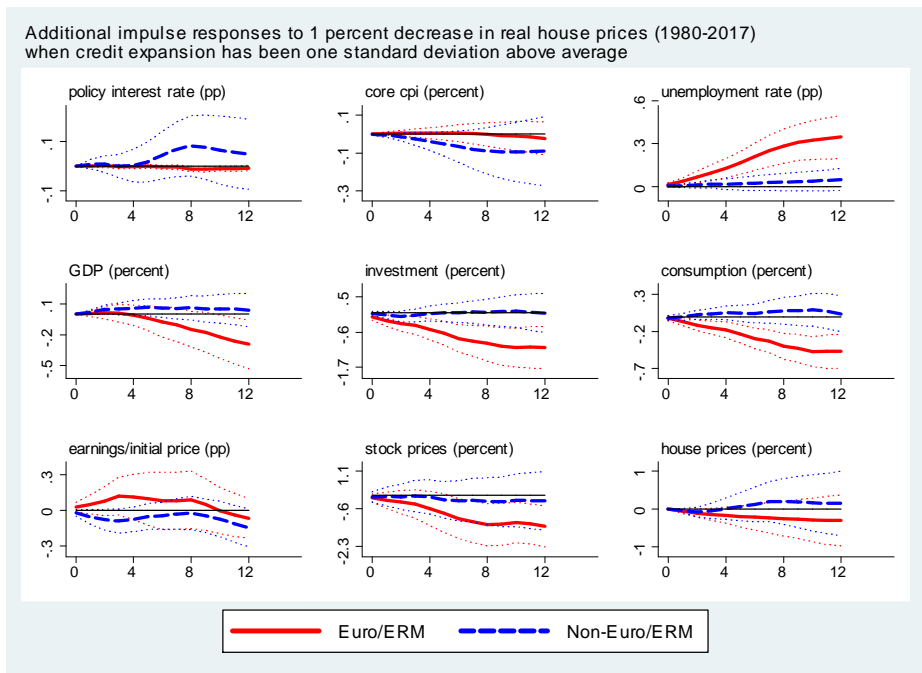 Additional impulse responses to 1 percent decrease in real house prices (1980-2017)
when credit expansion has been one standard deviation above average
policy interest rate (pp)
.1
-.1
0 4 8 12
core cpi (percent)
.1
-.1
-.3
0 4 8 12
unemployment rate (pp)
.6
.3
0
0 4 8 12
GDP (percent)
.1
-.2
-.5
0 4 8 12
investment (percent)
.5
-.6
-1.7
0 4 8 12
consumption (percent)
.3
-.2
-.7
0 4 8 12
earnings/initial price (pp)
.3
0
-.3
0 4 8 12
stock prices (percent)
1.1
-.6
-2.3
0 4 8 12
house prices (percent)
1
0
-1
0 4 8 12
Euro/ERM Non-Euro/ERM